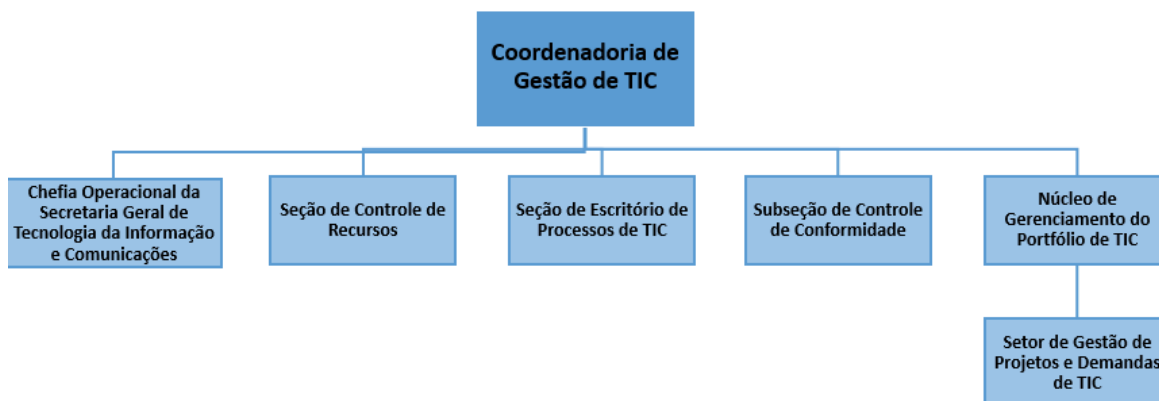 Coordenadoria de
Gestão de TIC
Chefia Operacional da
Secretaria Geral de
Tecnologia da Informação
e Comunicações
Seção de Controle de
Recursos
Seção de Escritório de
Processos de TIC
Subseção de Controle
de Conformidade
Núcleo de
Gerenciamento do
Portfólio de TIC
Setor de Gestão de
Projetos e Demandas
de TIC